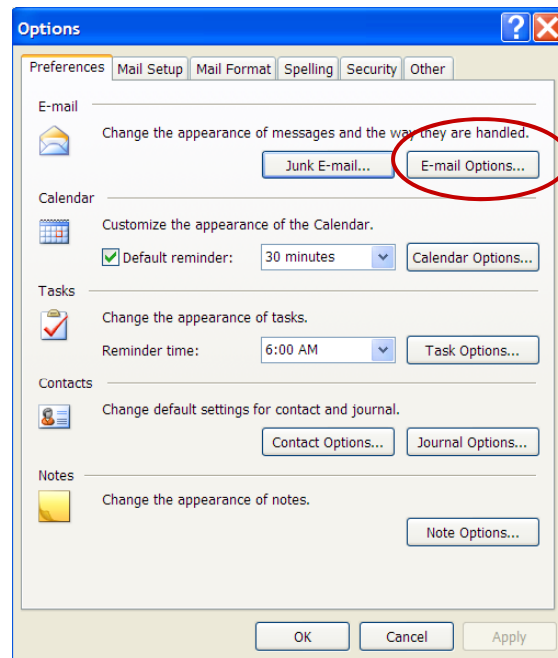 Options
Preferences Mail Setup Mail Format Spelling Security Other
E-mail
Change the appearance of messages and the way they are handled.
Junk E-mail... E-mail Options...
Calendar
Customize the appearance of the Calendar.
Default reminder: 30 minutes Calendar Options...
Tasks
Change the appearance of tasks.
Reminder time: 6:00 AM Task Options...
Contacts
Change default settings for contact and journal.
Contact Options... Journal Options...
Notes
Change the appearance of notes.
Note Options...
OK Cancel Apply